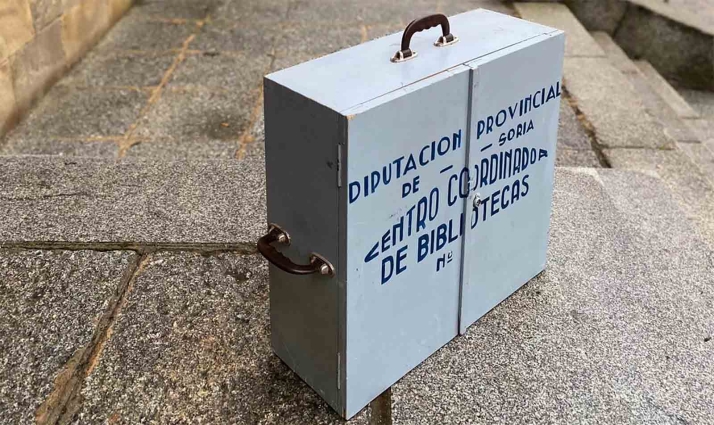 DIPUTACION PROVINCIAL
DE — — SORIA
CENTRO COORDINADOR
DE BIBLIOTECAS
Nº